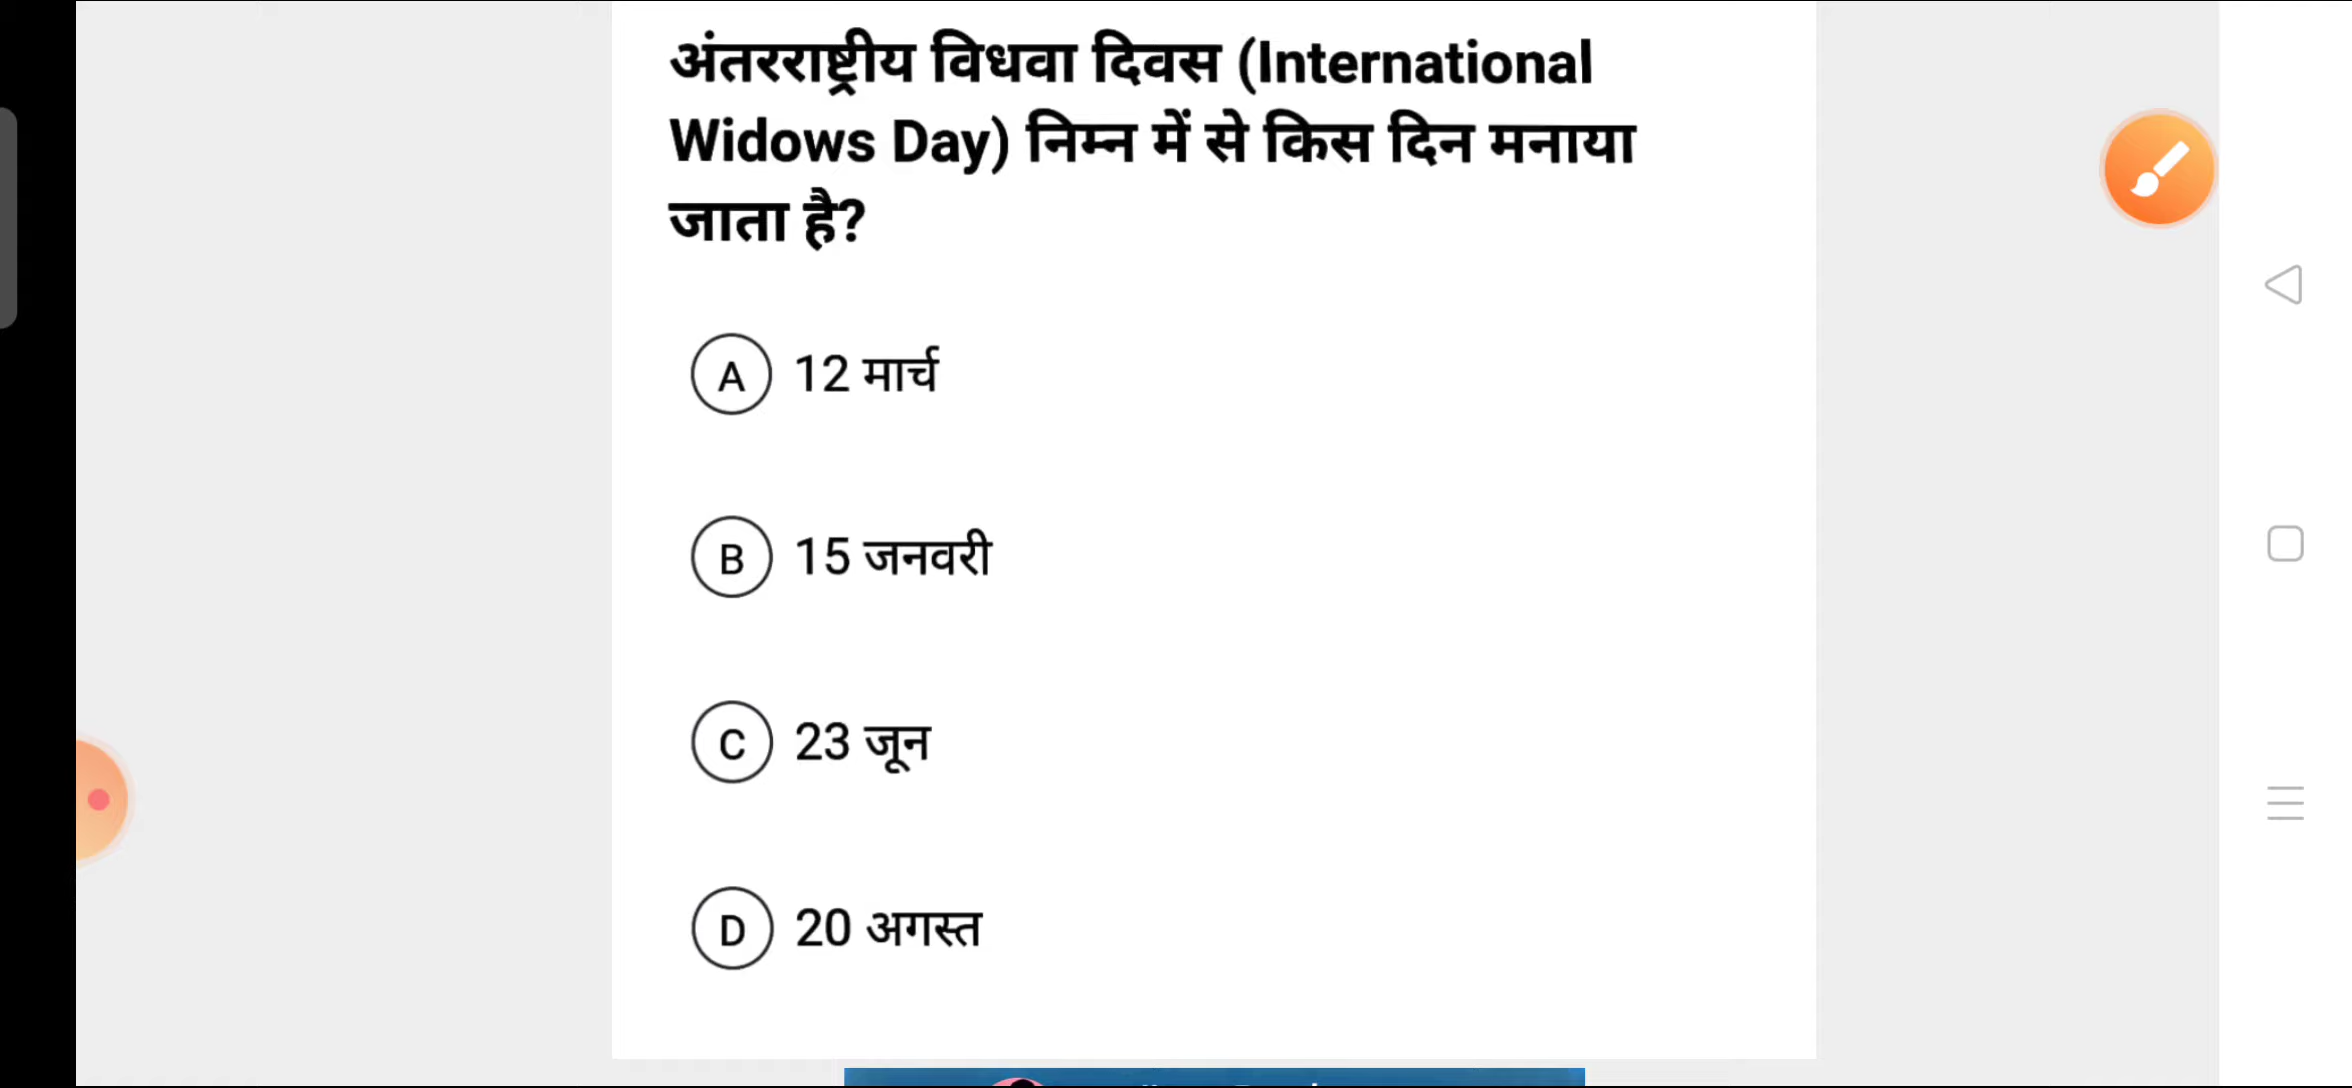 अंतरराष्ट्रीय विधवा दिवस (International
Widows Day) निम्न में से किस दिन मनाया
जाता है?
A 12 मार्च
B 15 जनवरी
C 23 जून
D 20 अगस्त